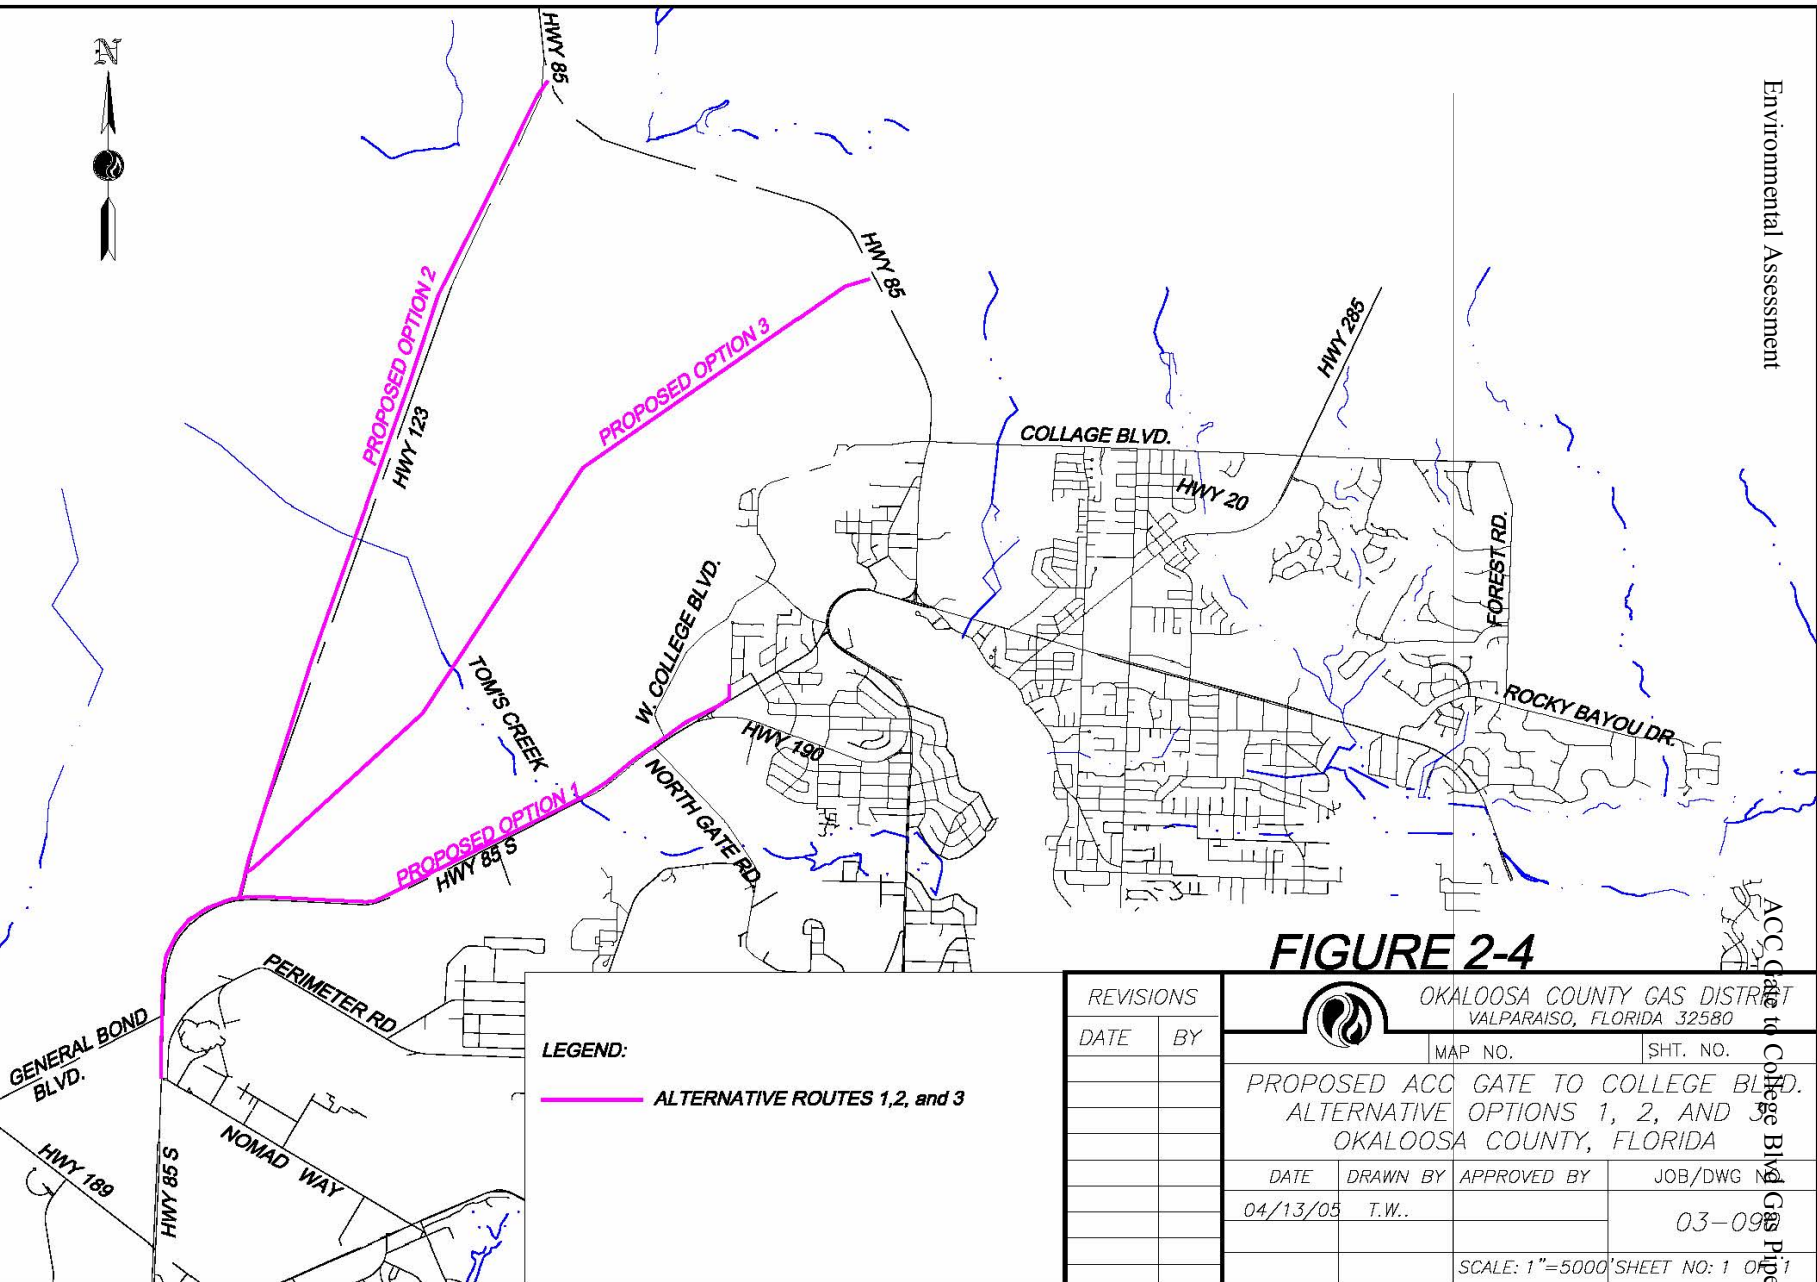 N
HWY 85
Environmental Assessment
HWY 85
PROPOSED OPTION 2
HWY 285
PROPOSED OPTION 3
HWY 123
COLLAGE BLVD.
HWY 20
FOREST RD.
W. COLLEGE BLVD.
TOM'S CREEK
ROCKY BAYOU DR.
HWY 190
NORTH GATE RD
PROPOSED OPTION 1
HWY 85 S
PERIMETER RD
GENERAL BOND
BLVD.
NOMAD WAY
HWY 189
HWY 85 S
LEGEND:
ALTERNATIVE ROUTES 1,2, and 3
FIGURE 2-4
REVISIONS
DATE BY
OKALOOSA COUNTY GAS DISTRICT
VALPARAISO, FLORIDA 32580
MAP NO. SHT. NO.
PROPOSED ACC GATE TO COLLEGE BLVD.
ALTERNATIVE OPTIONS 1, 2, AND 3
OKALOOSA COUNTY, FLORIDA
DATE DRAWN BY APPROVED BY JOB/DWG
04/13/05 T.W..
SCALE: 1"=5000' SHEET NO: 1 OF 1
ACC Gate to College Blvd Gas Pipe